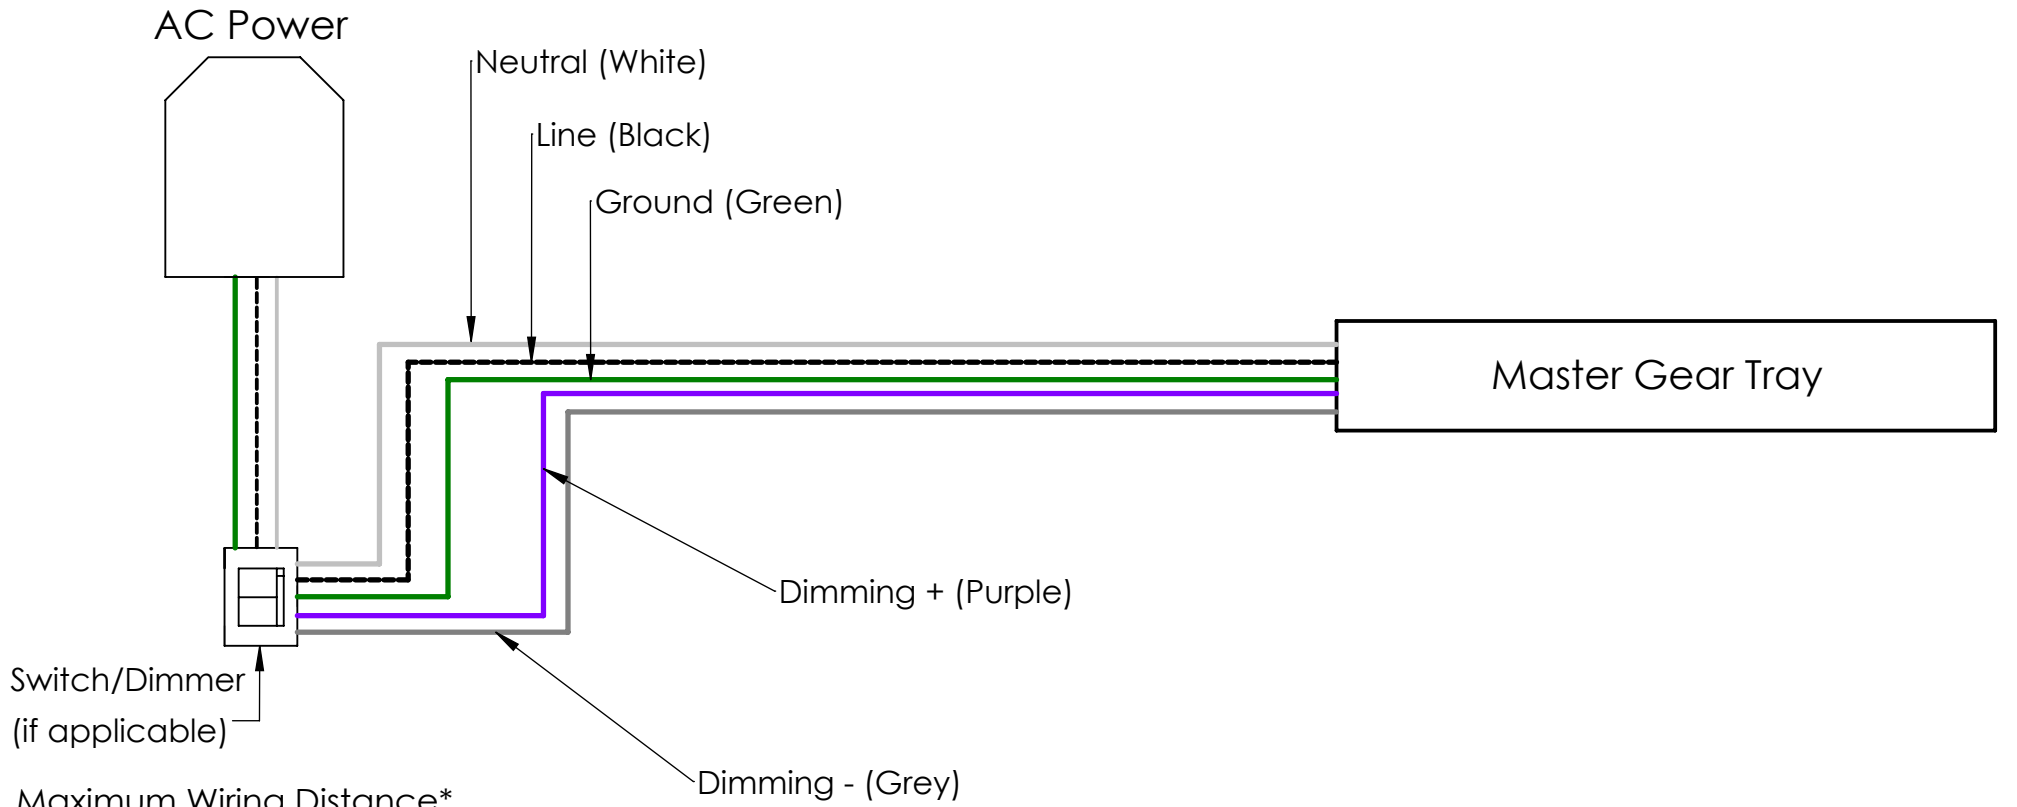 AC Power
Neutral (White)
Line (Black)
Ground (Green)
Master Gear Tray
Dimming + (Purple)
Switch/Dimmer
(if applicable)
Dimming - (Grey)
Maximum Wiring Distance*